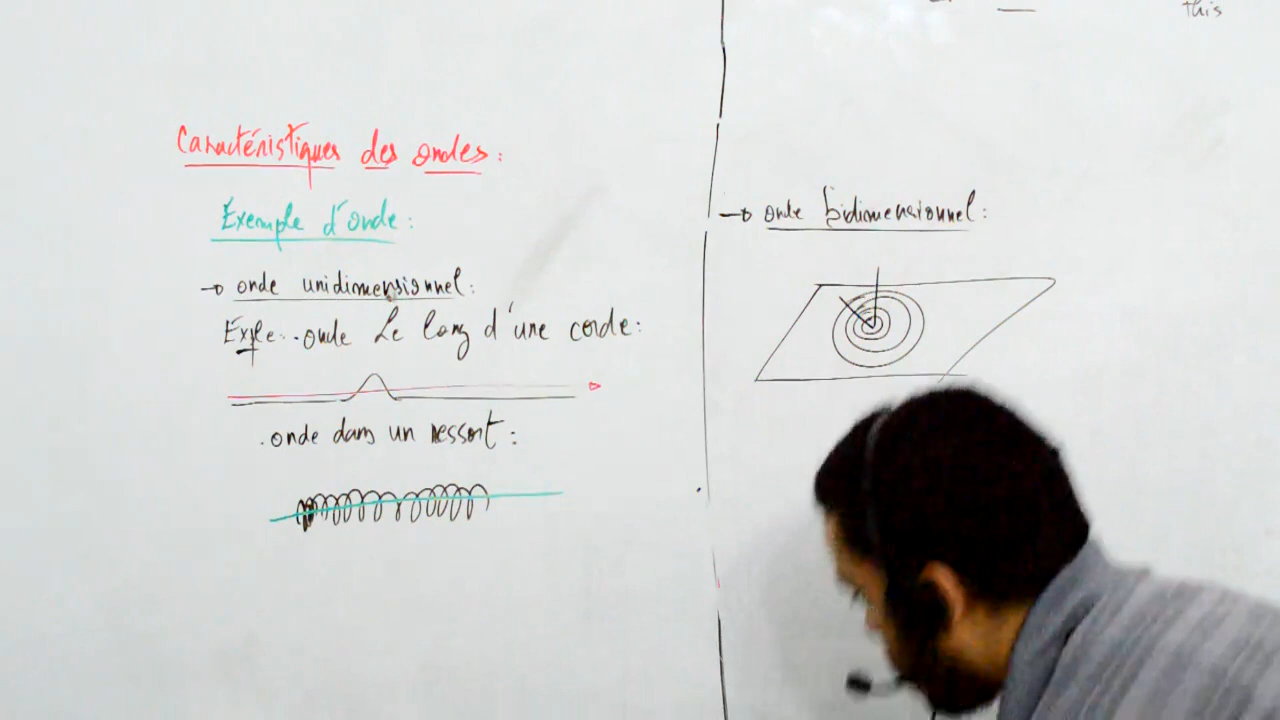 this
Caractéristiques des ondes:
Exemple d'onde:
→ onde unidimensionnel:
Exple: . onde Le long d'une corde:
. onde dans un ressort:
→ onde bidimensionnel: